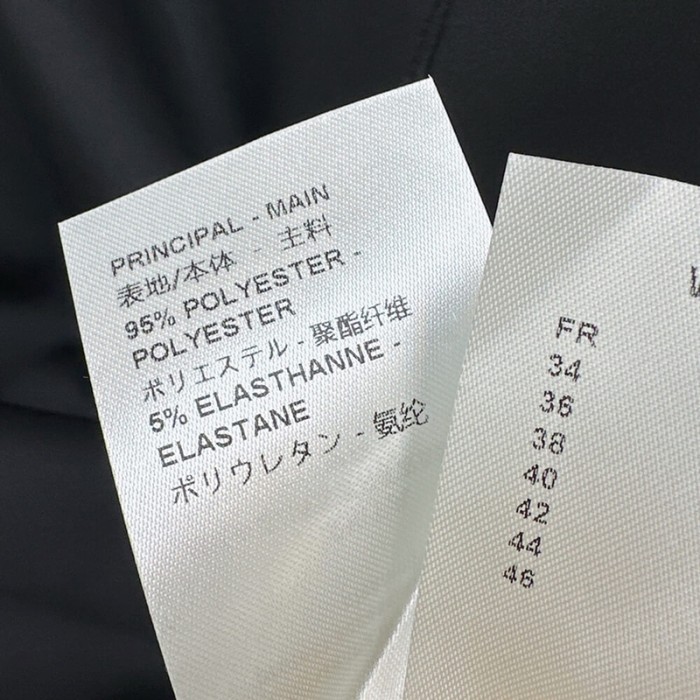 PRINCIPAL - MAIN
表地/本体 - 主料
95% POLYESTER -
POLYESTER
ポリエステル - 聚酯纤维
5% ELASTHANNE -
ELASTANE
ポリウレタン - 氨纶
FR
34
36
38
40
42
44
46